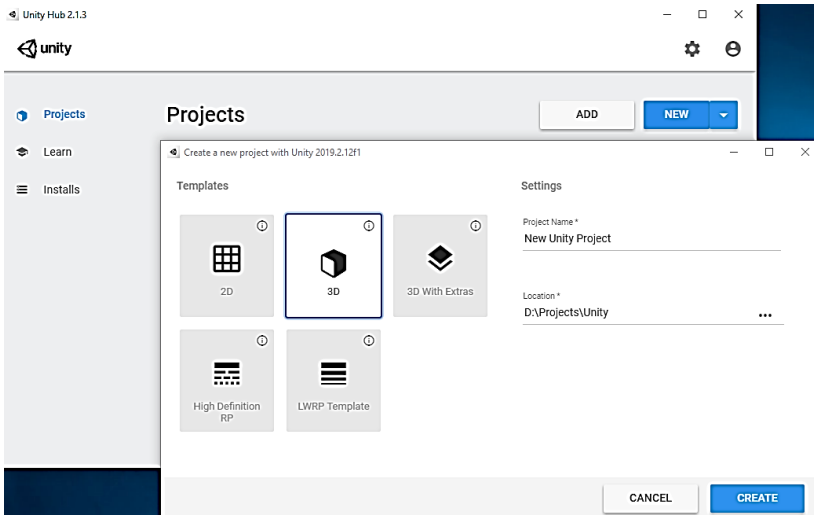 Unity Hub 2.1.3
unity
Projects
Learn
Installs
Projects
ADD
NEW
Create a new project with Unity 2019.2.12f1
Templates
2D
3D
3D With Extras
High Definition
RP
LWRP Template
Settings
Project Name *
New Unity Project
Location *
D:\Projects\Unity
CANCEL
CREATE